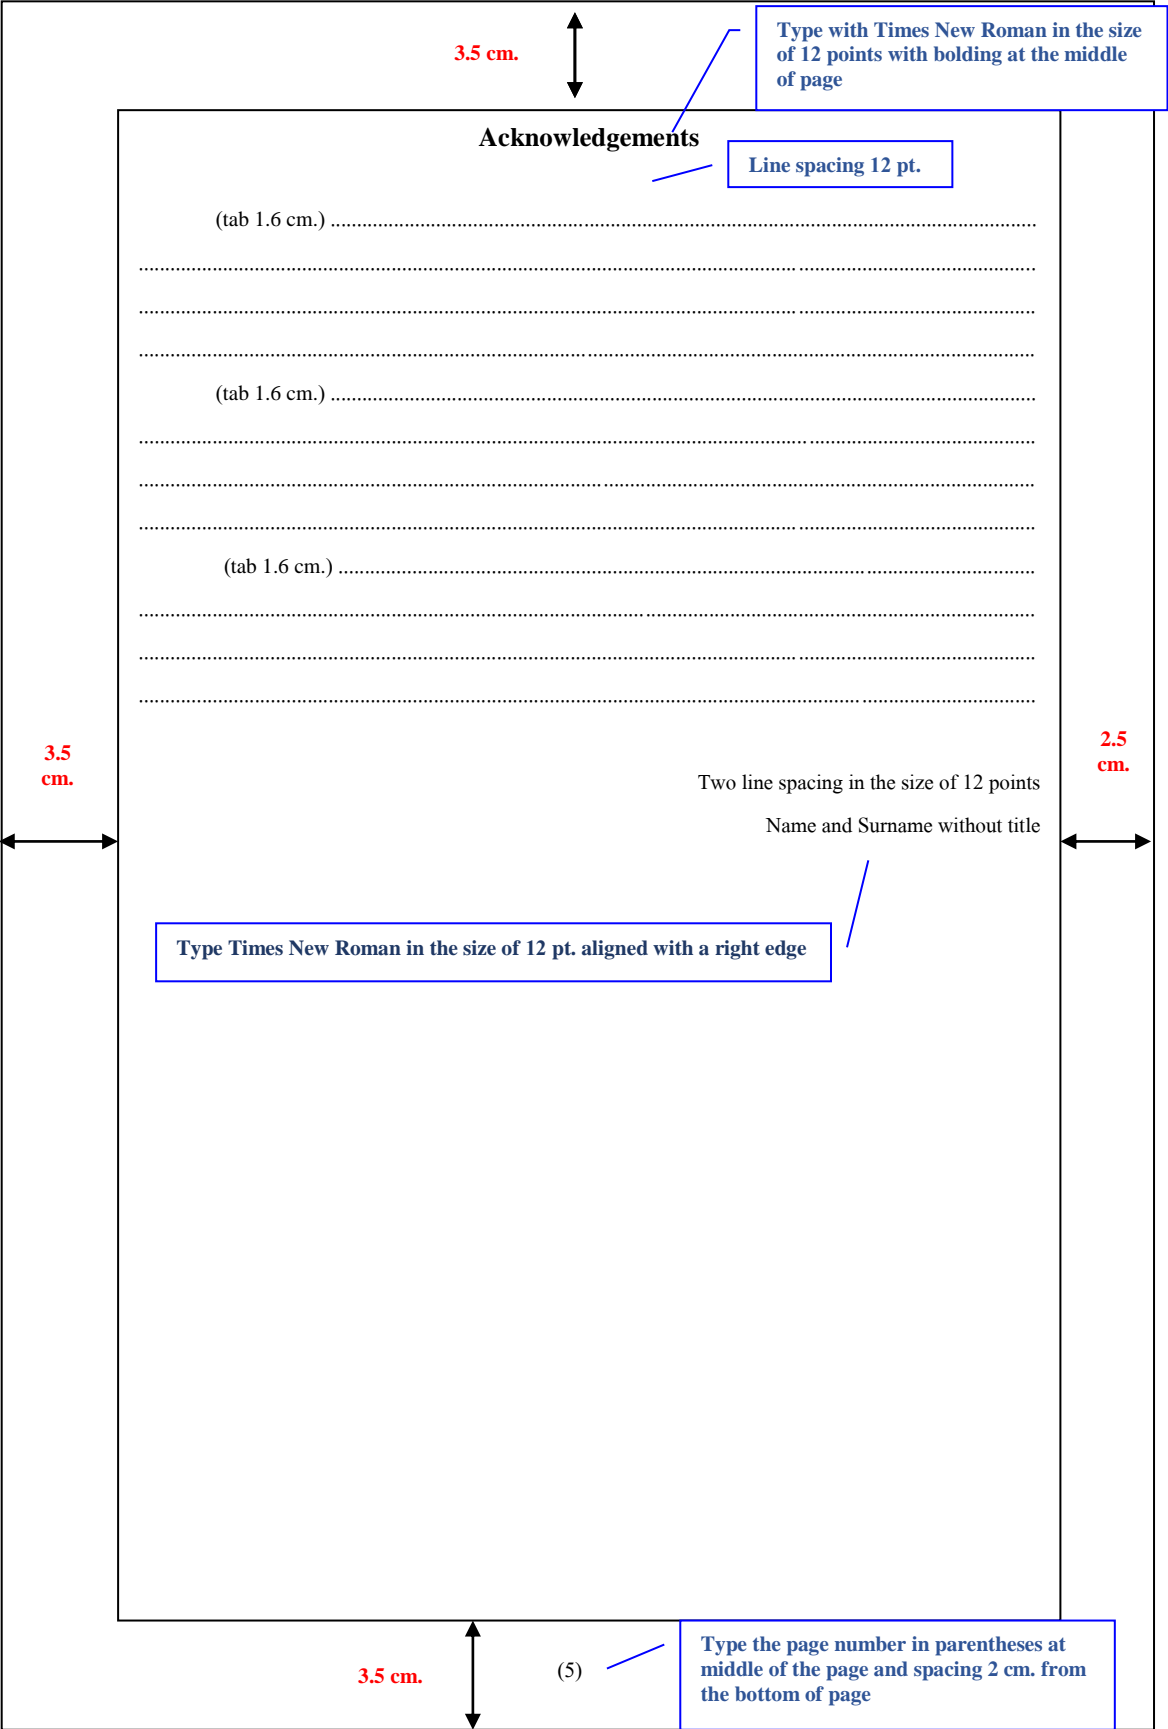 3.5 cm.
Type with Times New Roman in the size
of 12 points with bolding at the middle
of page
Acknowledgements
Line spacing 12 pt.
(tab 1.6 cm.) ........................................................................................................................................
............................................................................................................................................................................
............................................................................................................................................................................
............................................................................................................................................................................
(tab 1.6 cm.) ........................................................................................................................................
............................................................................................................................................................................
............................................................................................................................................................................
............................................................................................................................................................................
(tab 1.6 cm.) ......................................................................................................................................
............................................................................................................................................................................
............................................................................................................................................................................
............................................................................................................................................................................
3.5
cm.
2.5
cm.
Two line spacing in the size of 12 points
Name and Surname without title
Type Times New Roman in the size of 12 pt. aligned with a right edge
3.5 cm.
(5)
Type the page number in parentheses at
middle of the page and spacing 2 cm. from
the bottom of page